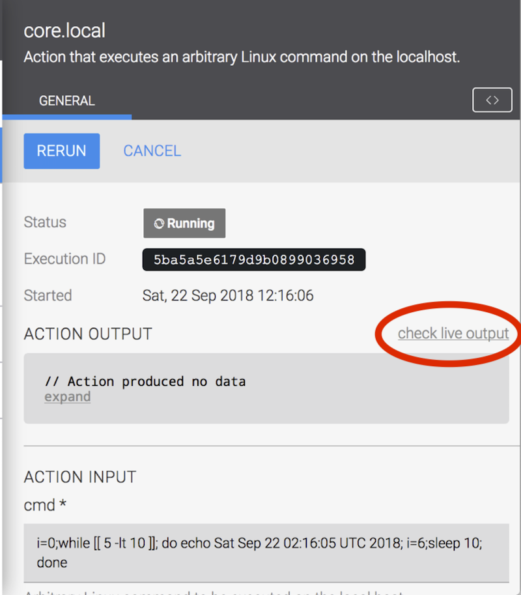 core.local
Action that executes an arbitrary Linux command on the localhost.
GENERAL
<>
RERUN CANCEL
Status Running
Execution ID 5ba5a5e6179d9b0899036958
Started Sat, 22 Sep 2018 12:16:06
ACTION OUTPUT check live output
// Action produced no data
expand
ACTION INPUT
cmd *
i=0;while [[ 5 -lt 10 ]]; do echo Sat Sep 22 02:16:05 UTC 2018; i=6;sleep 10;
done